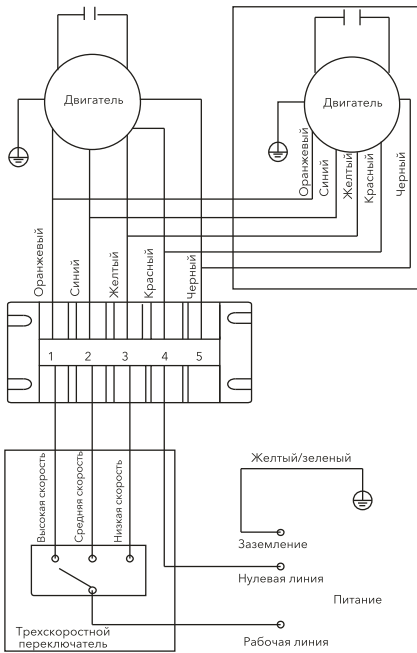 Двигатель
Двигатель
Оранжевый
Синий
Желтый
Красный
Черный
Оранжевый
Синий
Желтый
Красный
Черный
1 2 3 4 5
Высокая скорость
Средняя скорость
Низкая скорость
Желтый/зеленый
Заземление
Нулевая линия
Питание
Трехскоростной
переключатель
Рабочая линия